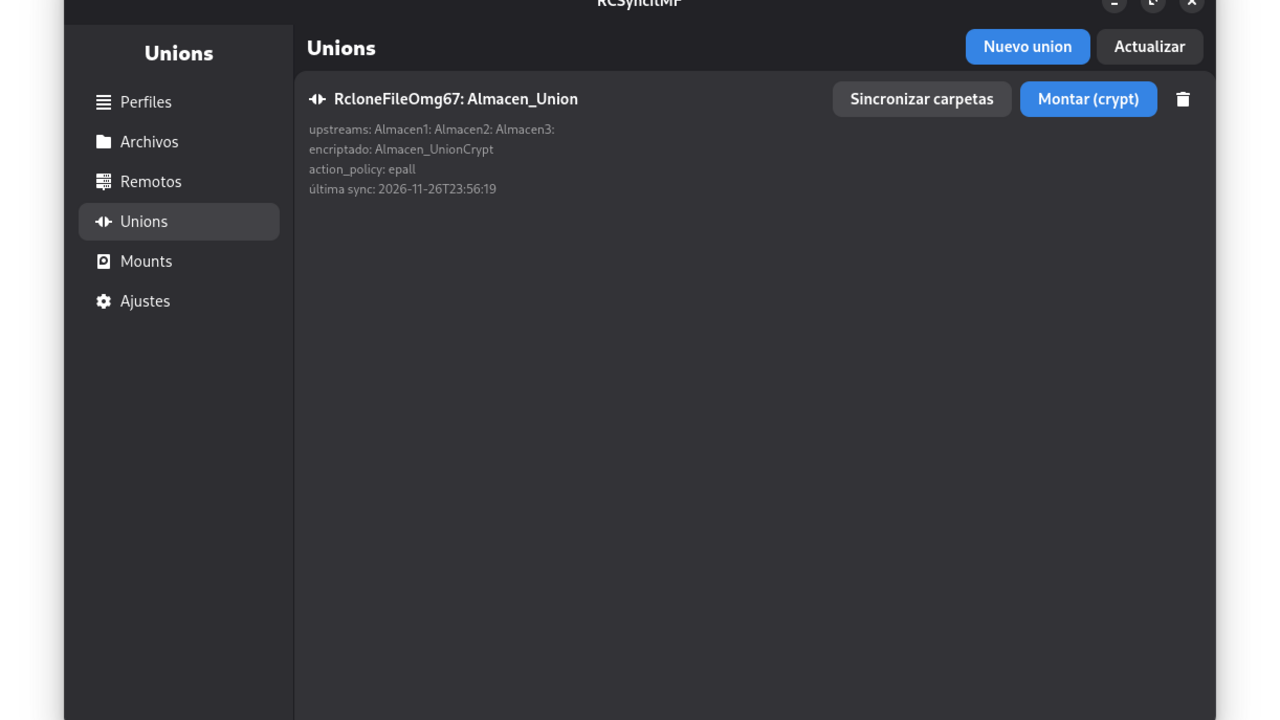 RCSyncItMF
Unions
Perfiles
Archivos
Remotos
Unions
Mounts
Ajustes
Unions
Nuevo union
Actualizar
RcloneFileOmg67: Almacen_Union
Sincronizar carpetas
Montar (crypt)
upstreams: Almacen1: Almacen2: Almacen3:
encriptado: Almacen_UnionCrypt
action_policy: epall
última sync: 2026-11-26T23:56:19